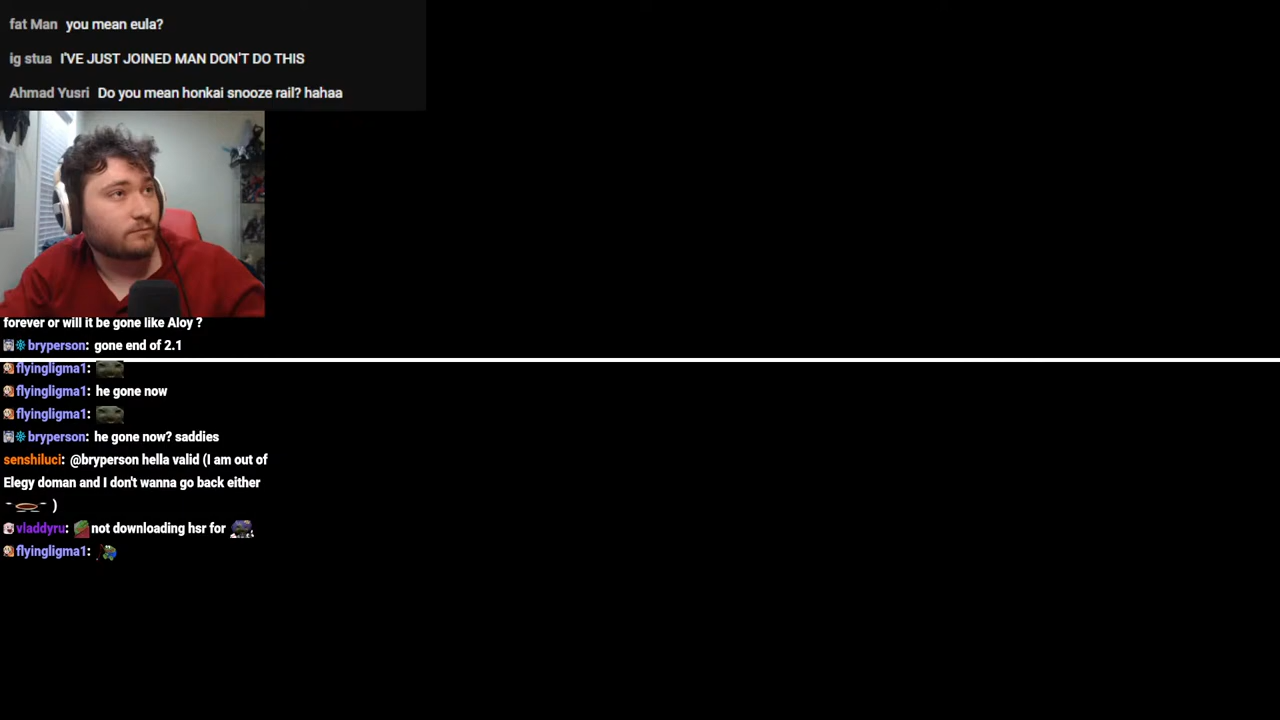 fat Man you mean eula?
ig stua I'VE JUST JOINED MAN DON'T DO THIS
Ahmad Yusri Do you mean honkai snooze rail? hahaa
forever or will it be gone like Aloy ?
bryperson: gone end of 2.1
flyingligma1:
flyingligma1: he gone now
flyingligma1:
bryperson: he gone now? saddies
senshiluci: @bryperson hella valid (I am out of
Elegy doman and I don't wanna go back either
)
vladdyru: not downloading hsr for
flyingligma1: